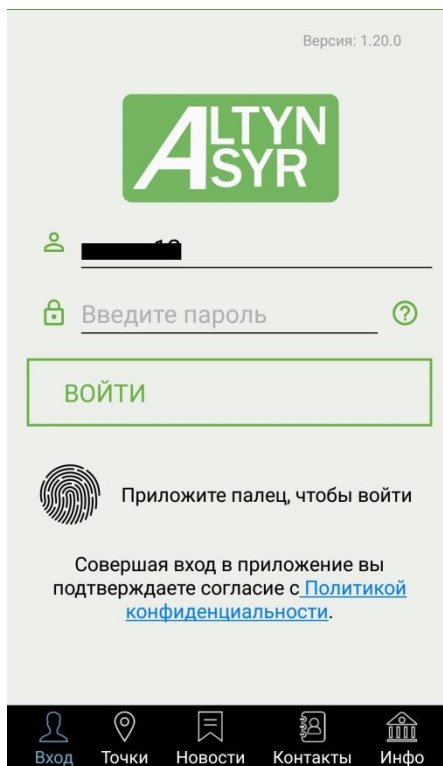 Версия: 1.20.0
ALTYN
ASYR
Введите пароль
?
ВОЙТИ
Приложите палец, чтобы войти
Совершая вход в приложение вы
подтверждаете согласие с Политикой
конфиденциальности.
Вход Точки Новости Контакты Инфо